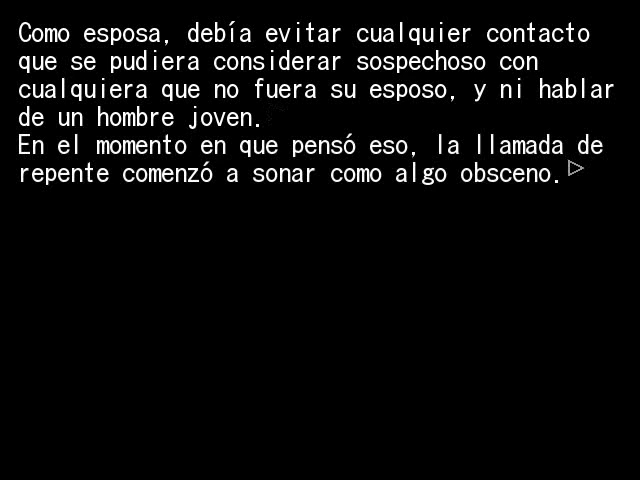 Como esposa, debía evitar cualquier contacto
que se pudiera considerar sospechoso con
cualquiera que no fuera su esposo, y ni hablar
de un hombre joven.
En el momento en que pensó eso, la llamada de
repente comenzó a sonar como algo obsceno.